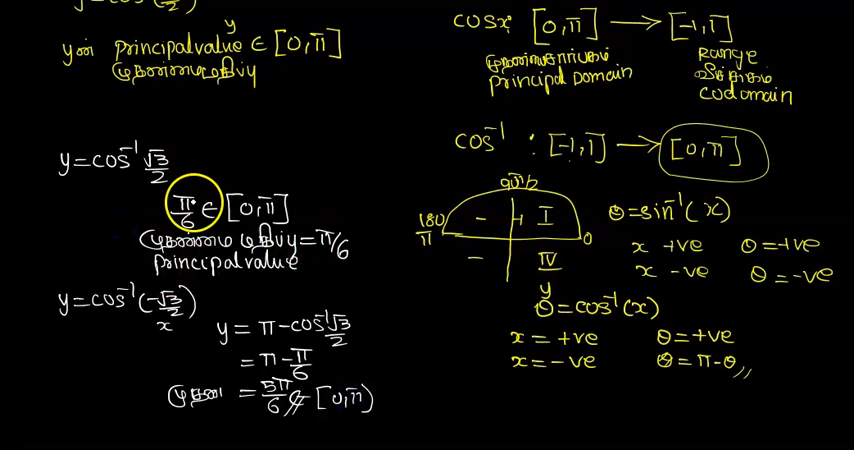 y = cos⁻¹(√3/2)
y
principal value ∈ [0, π]
y = cos⁻¹ √3/2
π/6 ∈ [0, π]
= π/6
principal value
y = cos⁻¹(-√3/2)
x
y = π - cos⁻¹ √3/2
= π - π/6
= 5π/6 ∈ [0, π]
cosx: [0, π] → [-1, 1]
Range
principal Domain
codomain
cos⁻¹ : [-1, 1] → [0, π]
90 π/2
180
π
- + I
0
- IV
θ = sin⁻¹(x)
x +ve θ = +ve
x -ve θ = -ve
y
θ = cos⁻¹(x)
x = +ve θ = +ve
x = -ve θ = π - θ,,